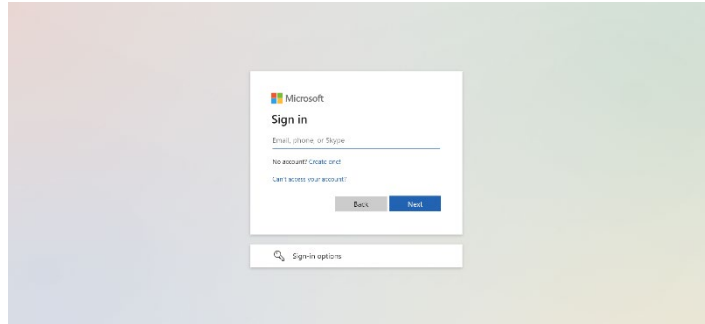 Microsoft
Sign in
Email, phone, or Skype
No account? Create one!
Can't access your account?
Back Next
Sign-in options